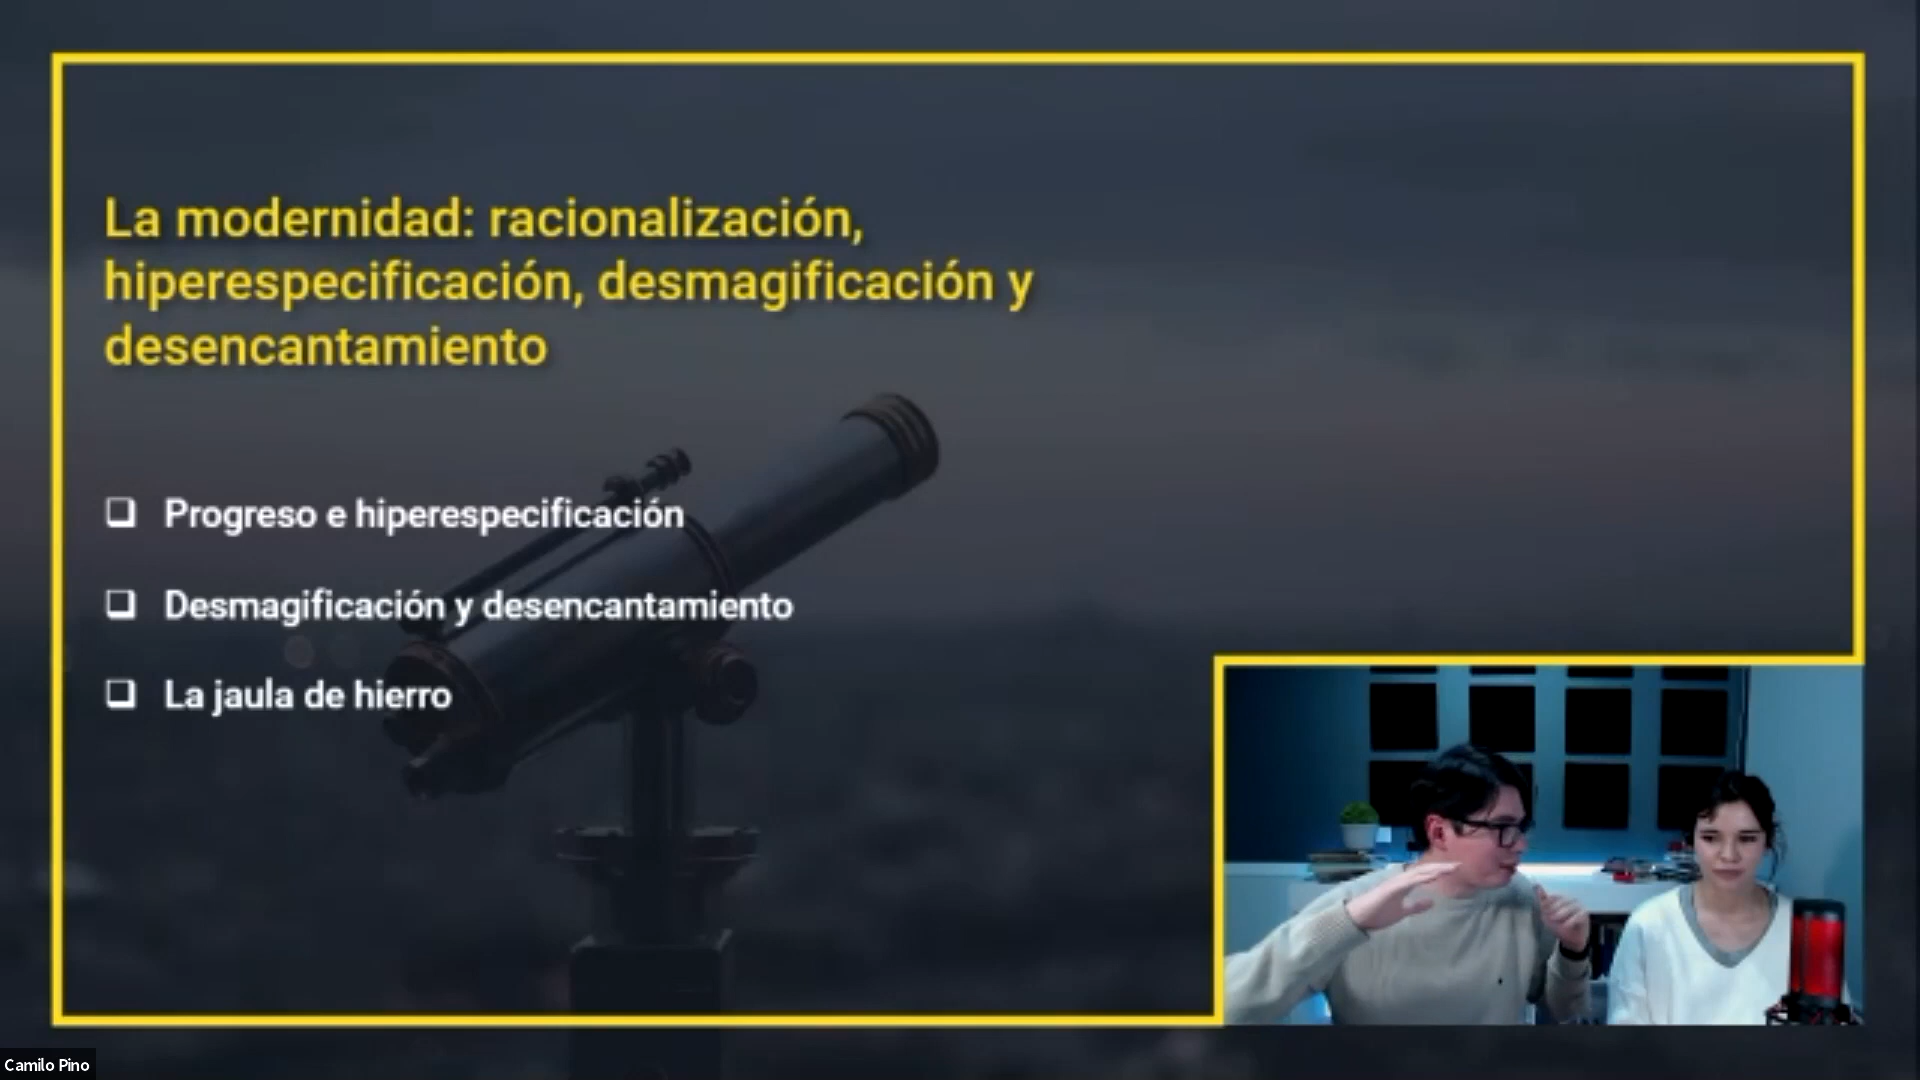 La modernidad: racionalización,
hiperespecificación, desmagificación y
desencantamiento
Progreso e hiperespecificación
Desmagificación y desencantamiento
La jaula de hierro
Camilo Pino